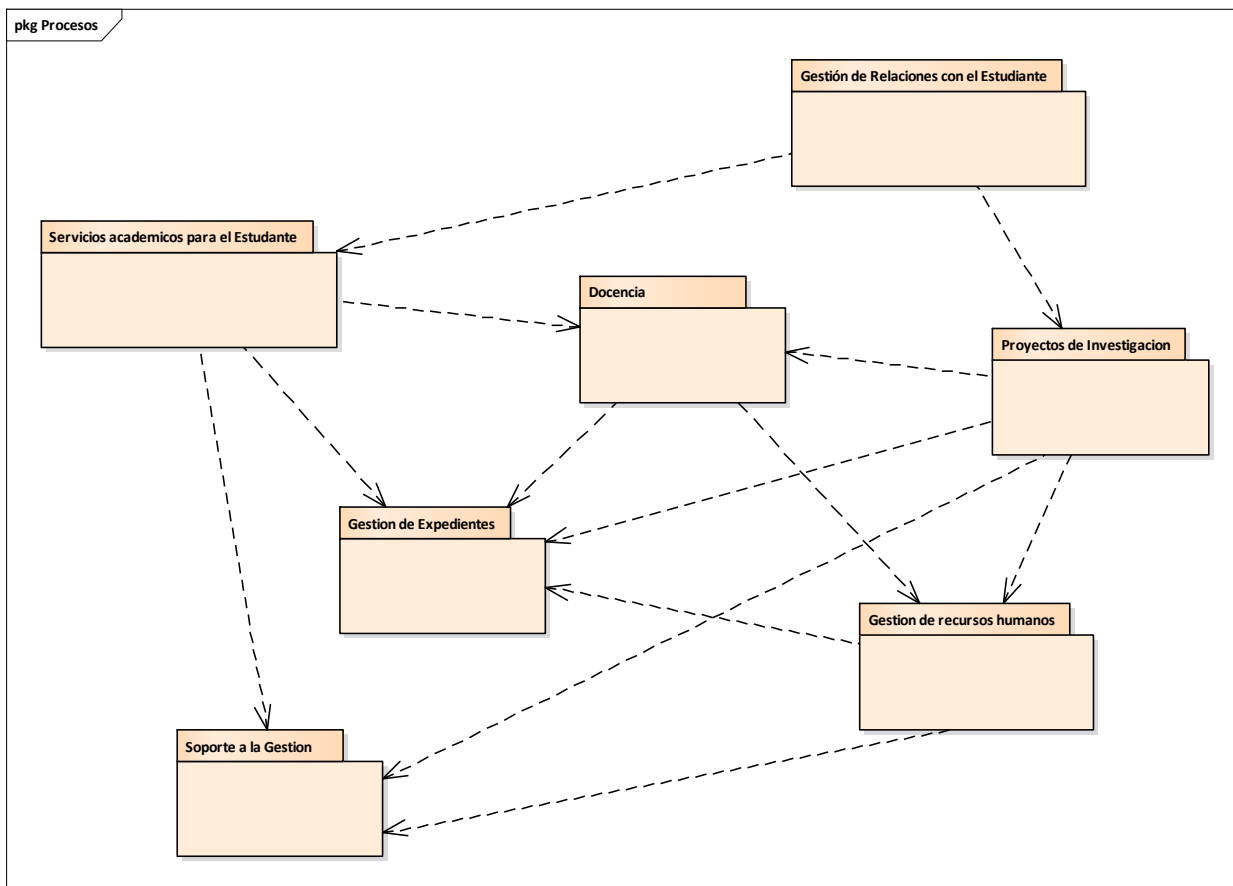 pkg Procesos
Gestión de Relaciones con el Estudiante
Servicios academicos para el Estudante
Docencia
Proyectos de Investigacion
Gestion de Expedientes
Gestion de recursos humanos
Soporte a la Gestion